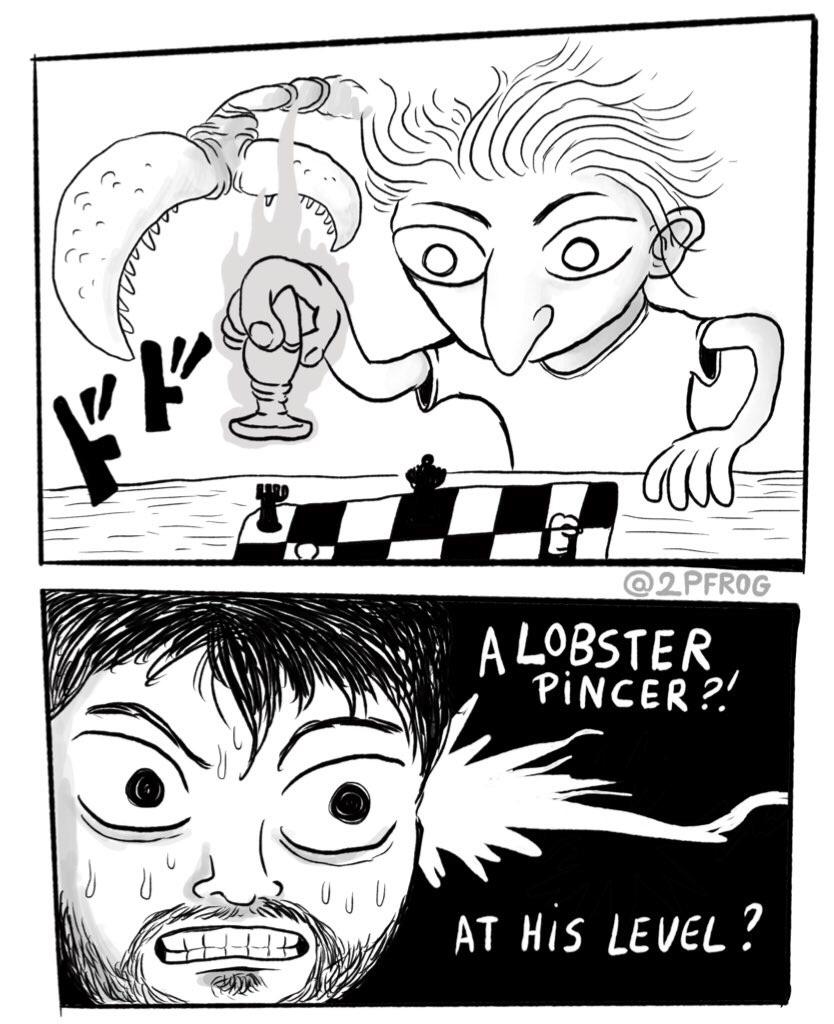 ドド
@2PFROG
A LOBSTER
PiNCER?!
AT HiS LEVEL?